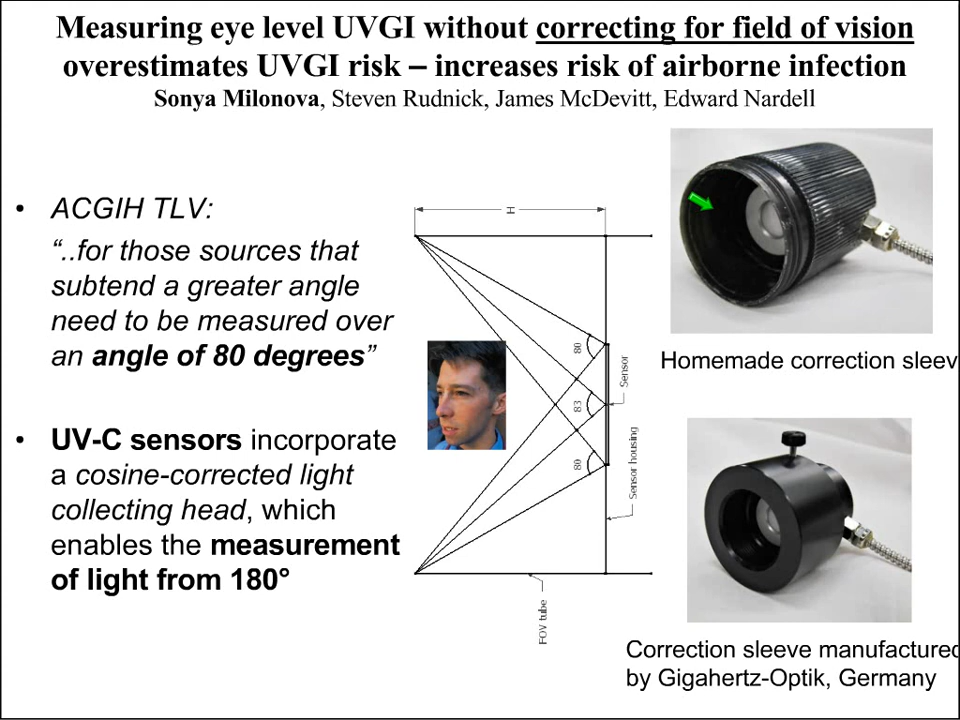 Measuring eye level UVGI without correcting for field of vision
overestimates UVGI risk – increases risk of airborne infection
Sonya Milonova, Steven Rudnick, James McDevitt, Edward Nardell
• ACGIH TLV:
“..for those sources that
subtend a greater angle
need to be measured over
an angle of 80 degrees”
• UV-C sensors incorporate
a cosine-corrected light
collecting head, which
enables the measurement
of light from 180°
H
80
83
80
Sensor
Sensor housing
FOV tube
Homemade correction sleev
Correction sleeve manufactured
by Gigahertz-Optik, Germany